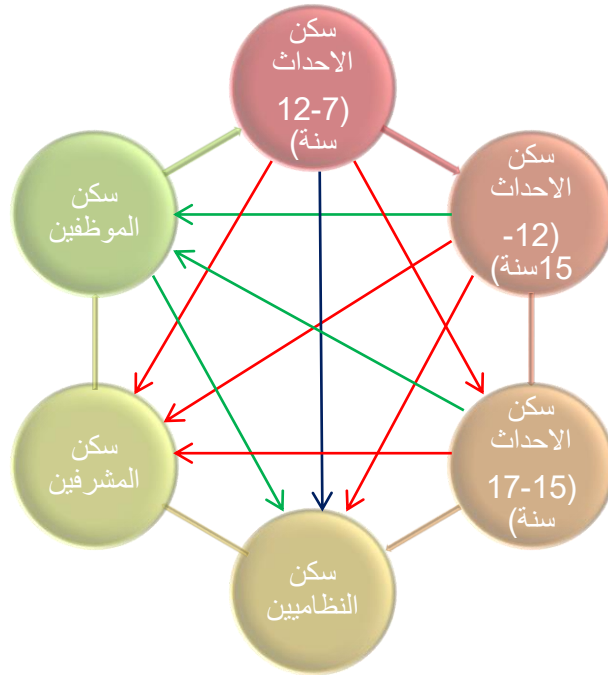 سكن
الاحداث
(7-12
سنة)
سكن
الاحداث
(12-
15سنة)
سكن
الاحداث
(15-17
سنة)
سكن
النظاميين
سكن
المشرفين
سكن
الموظفين